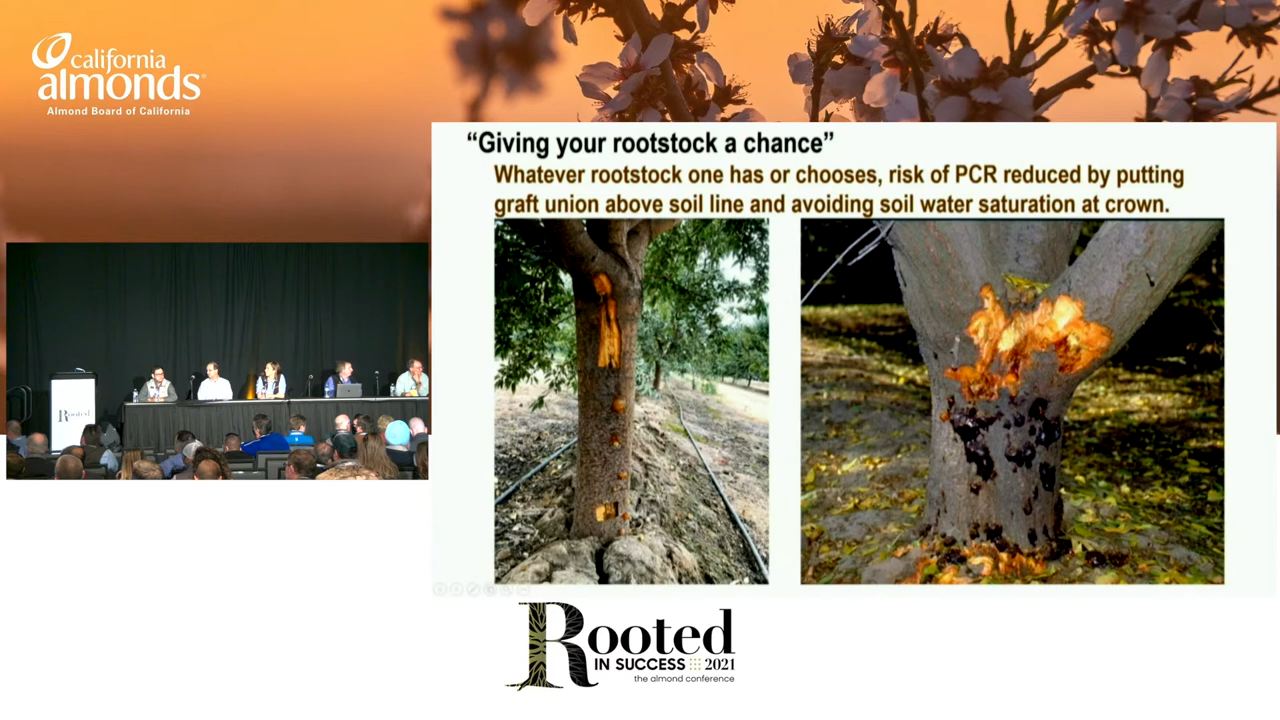 california
almonds
Almond Board of California
“Giving your rootstock a chance”
Whatever rootstock one has or chooses, risk of PCR reduced by putting
graft union above soil line and avoiding soil water saturation at crown.
Rooted
Rooted
IN SUCCESS 2021
the almond conference